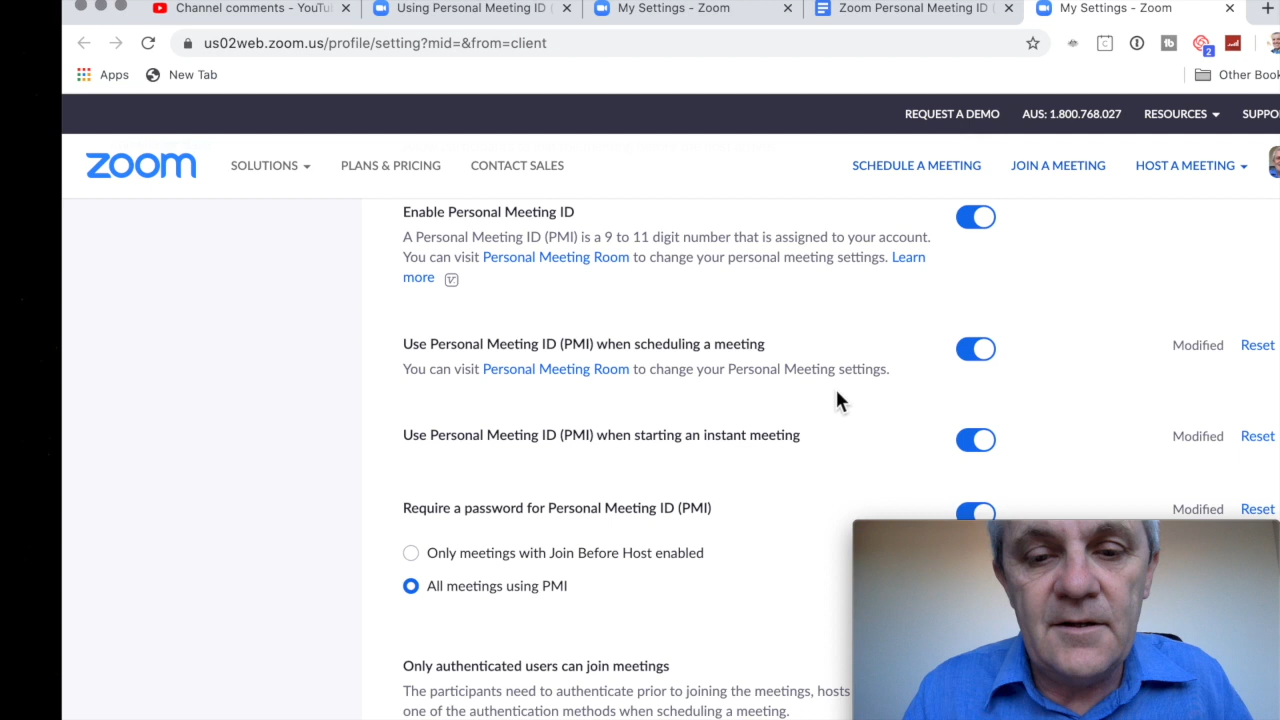 Channel comments - YouTu
Using Personal Meeting ID (
My Settings - Zoom
Zoom Personal Meeting ID (
My Settings - Zoom
us02web.zoom.us/profile/setting?mid=&from=client
2
Apps
New Tab
Other Book
REQUEST A DEMO
AUS: 1.800.768.027
RESOURCES
SUPPO
zoom
SOLUTIONS
PLANS & PRICING
CONTACT SALES
SCHEDULE A MEETING
JOIN A MEETING
HOST A MEETING
Enable Personal Meeting ID
A Personal Meeting ID (PMI) is a 9 to 11 digit number that is assigned to your account.
You can visit Personal Meeting Room to change your personal meeting settings. Learn
more
Use Personal Meeting ID (PMI) when scheduling a meeting
Modified Reset
You can visit Personal Meeting Room to change your Personal Meeting settings.
Use Personal Meeting ID (PMI) when starting an instant meeting
Modified Reset
Require a password for Personal Meeting ID (PMI)
Modified Reset
Only meetings with Join Before Host enabled
All meetings using PMI
Only authenticated users can join meetings
The participants need to authenticate prior to joining the meetings, hosts
one of the authentication methods when scheduling a meeting.